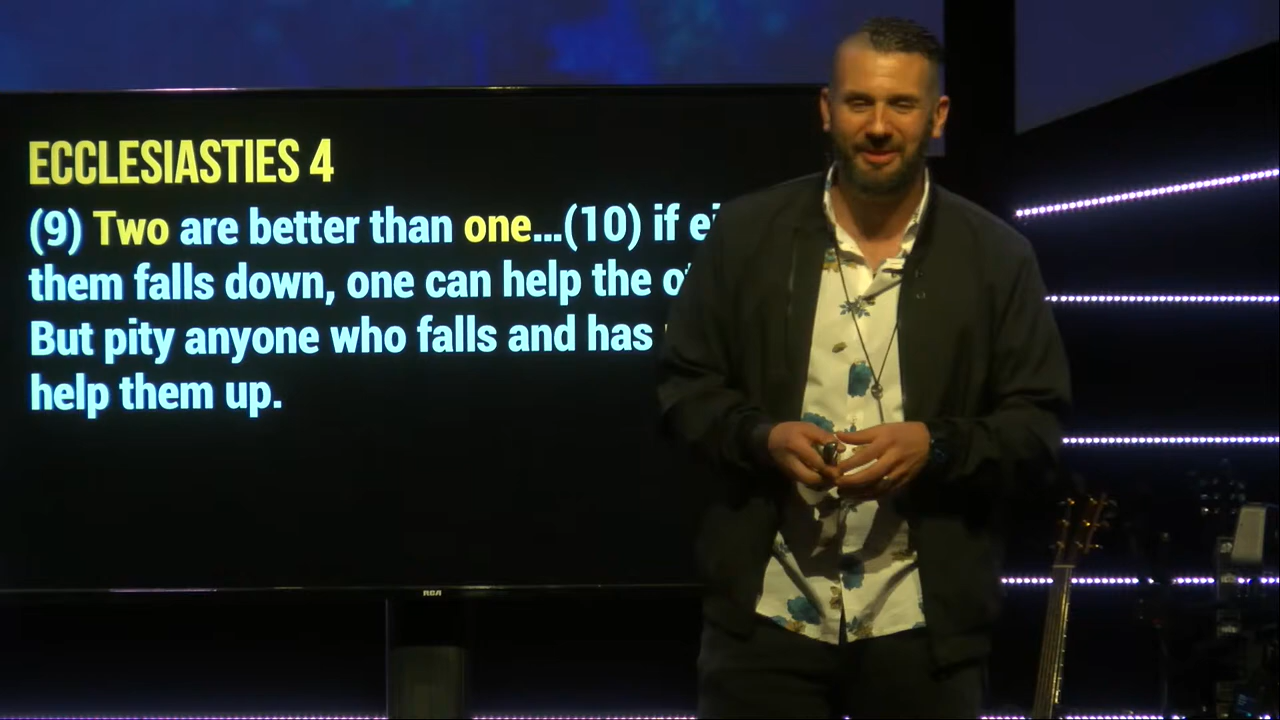 ECCLESIASTIES 4
(9) Two are better than one...(10) if
them falls down, one can help the
But pity anyone who falls and has
help them up.
RCA